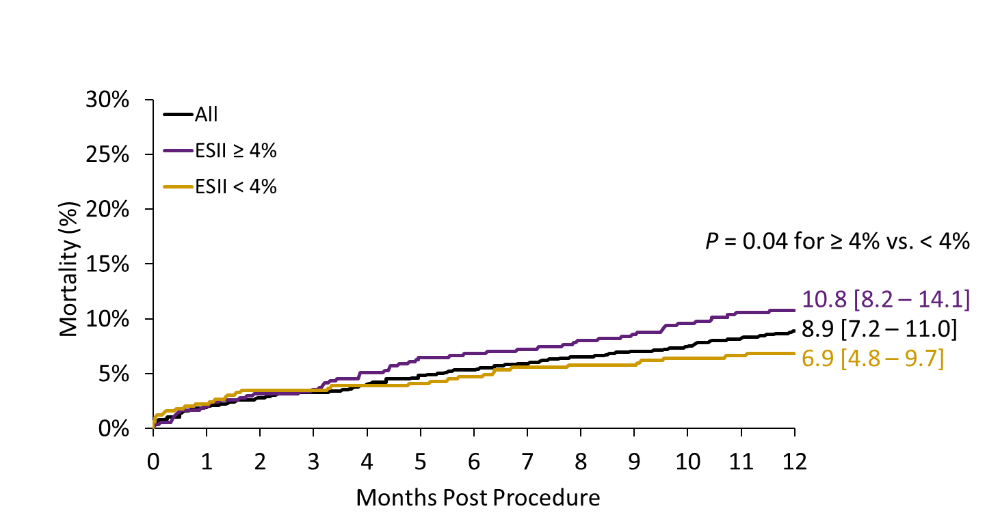 30%
25%
20%
15%
10%
5%
0%
Mortality (%)
All
ESII ≥ 4%
ESII < 4%
P = 0.04 for ≥ 4% vs. < 4%
10.8 [8.2 – 14.1]
8.9 [7.2 – 11.0]
6.9 [4.8 – 9.7]
0 1 2 3 4 5 6 7 8 9 10 11 12
Months Post Procedure